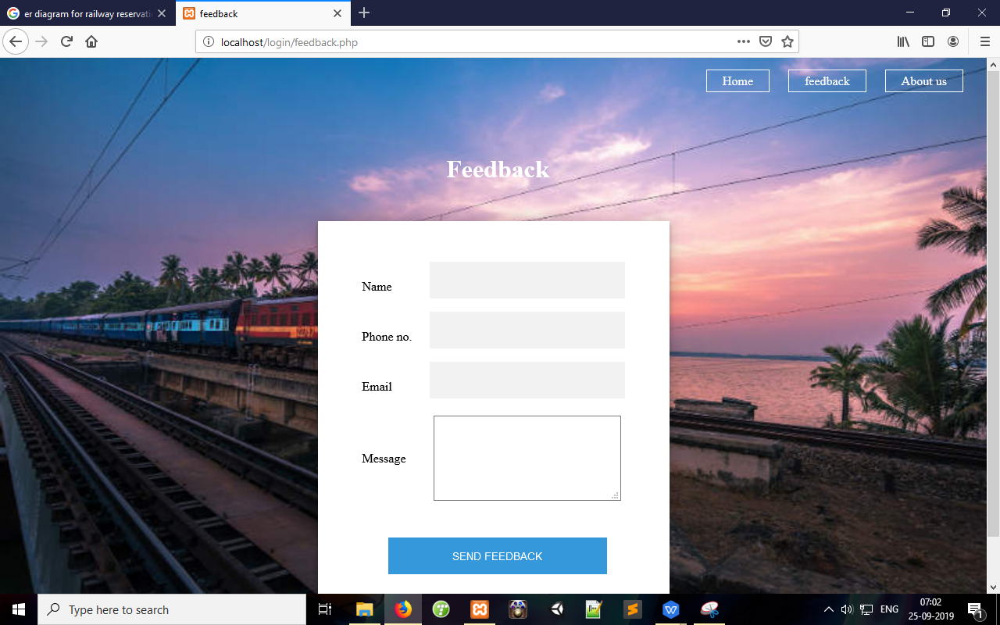 er diagram for railway reservati
feedback
localhost/login/feedback.php
Home feedback About us
Feedback
Name
Phone no.
Email
Message
SEND FEEDBACK
Type here to search
ENG
07:02
25-09-2019
1